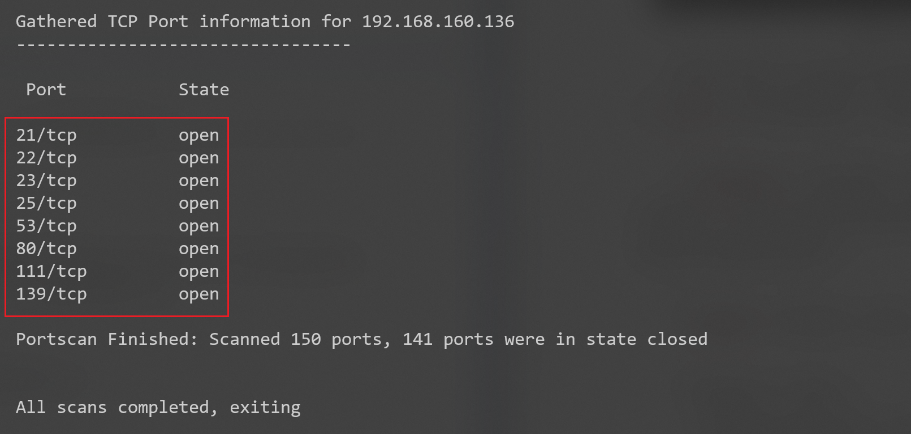 Gathered TCP Port information for 192.168.160.136
---------------------------------
Port State
21/tcp open
22/tcp open
23/tcp open
25/tcp open
53/tcp open
80/tcp open
111/tcp open
139/tcp open
Portscan Finished: Scanned 150 ports, 141 ports were in state closed
All scans completed, exiting